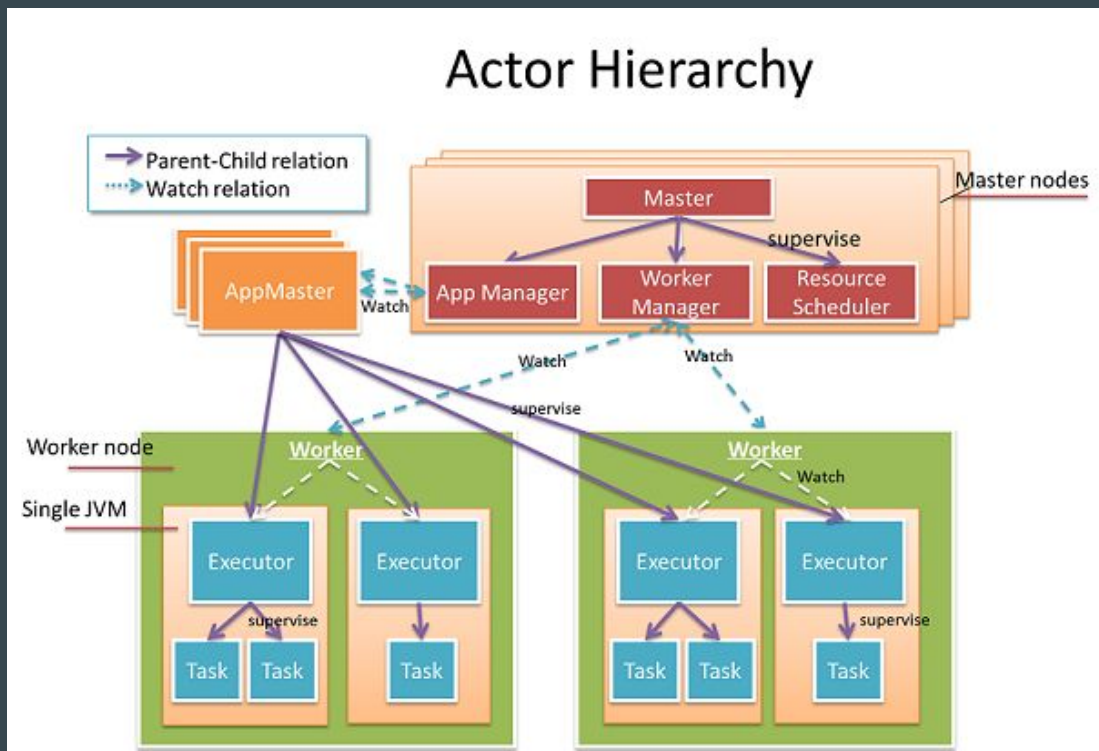 Actor Hierarchy
Parent-Child relation
Watch relation
Master nodes
Master
supervise
AppMaster
Watch
App Manager
Worker
Manager
Resource
Scheduler
Watch
Watch
supervise
Worker node
Worker
Worker
Watch
Single JVM
Executor
Executor
Executor
Executor
supervise
supervise
Task
Task
Task
Task
Task
Task